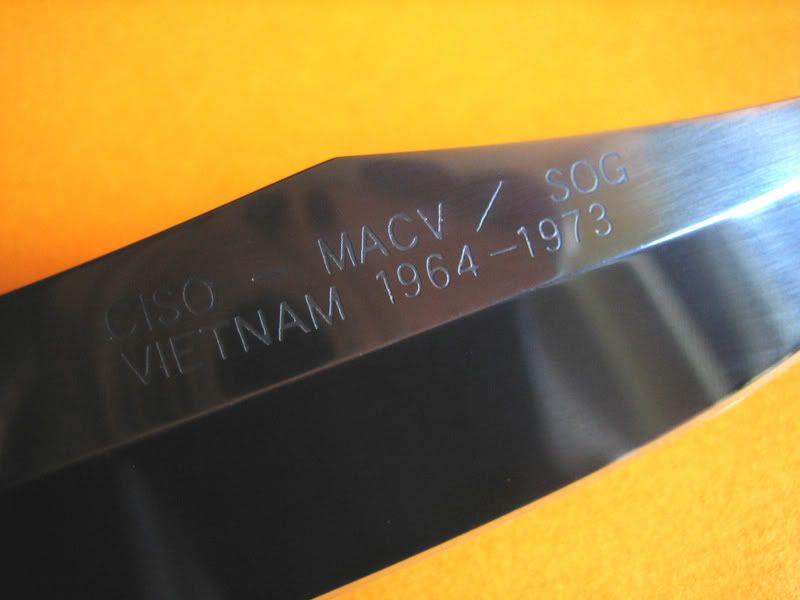 CISO - MACV / SOG
VIETNAM 1964-1973